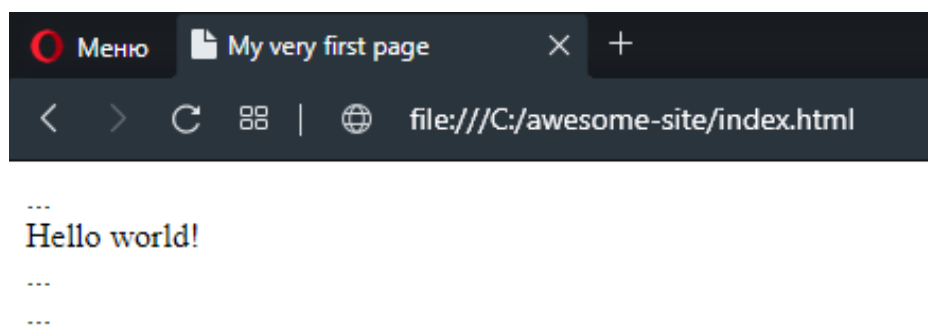 Меню My very first page
file:///C:/awesome-site/index.html
---
Hello world!
---
---